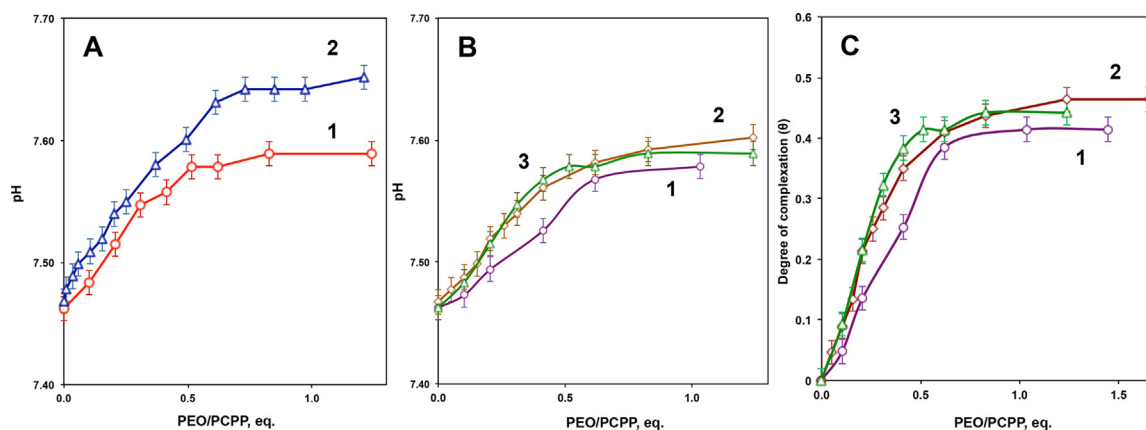 A
7.70
7.60
7.50
7.40
pH
2
1
0.0 0.5 1.0
PEO/PCPP, eq.
B
7.70
7.60
7.50
7.40
pH
2
3
1
0.0 0.5 1.0
PEO/PCPP, eq.
C
0.6
0.5
0.4
0.3
0.2
0.1
0
Degree of complexation (θ)
2
3
1
0.0 0.5 1.0 1.5
PEO/PCPP, eq.